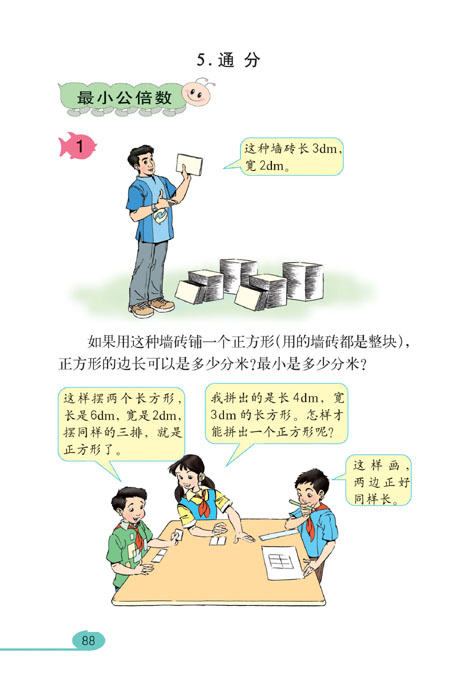 5.通 分
最小公倍数
1
这种墙砖长3dm，
宽2dm。
如果用这种墙砖铺一个正方形(用的墙砖都是整块)，
正方形的边长可以是多少分米?最小是多少分米?
这样摆两个长方形，
长是6dm，宽是2dm，
摆同样的三排，就是
正方形了。
我拼出的是长4dm，宽
3dm的长方形。怎样才
能拼出一个正方形呢?
这样画，
两边正好
同样长。
88